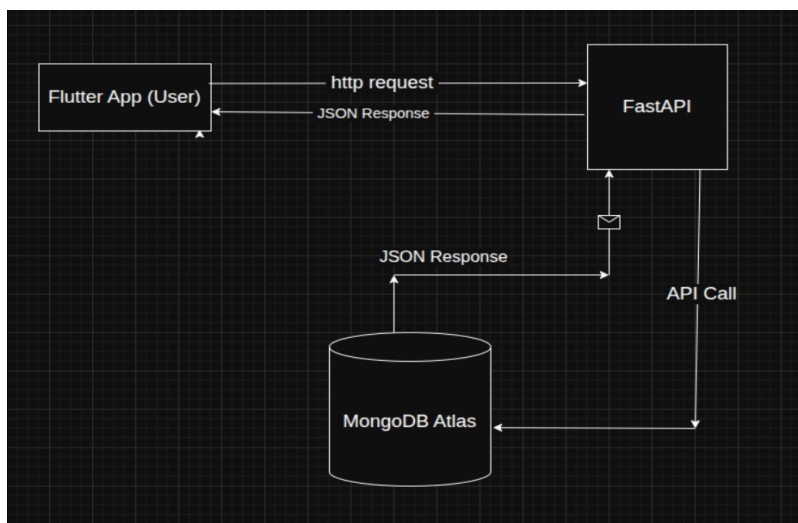 Flutter App (User)
http request
JSON Response
FastAPI
JSON Response
API Call
MongoDB Atlas